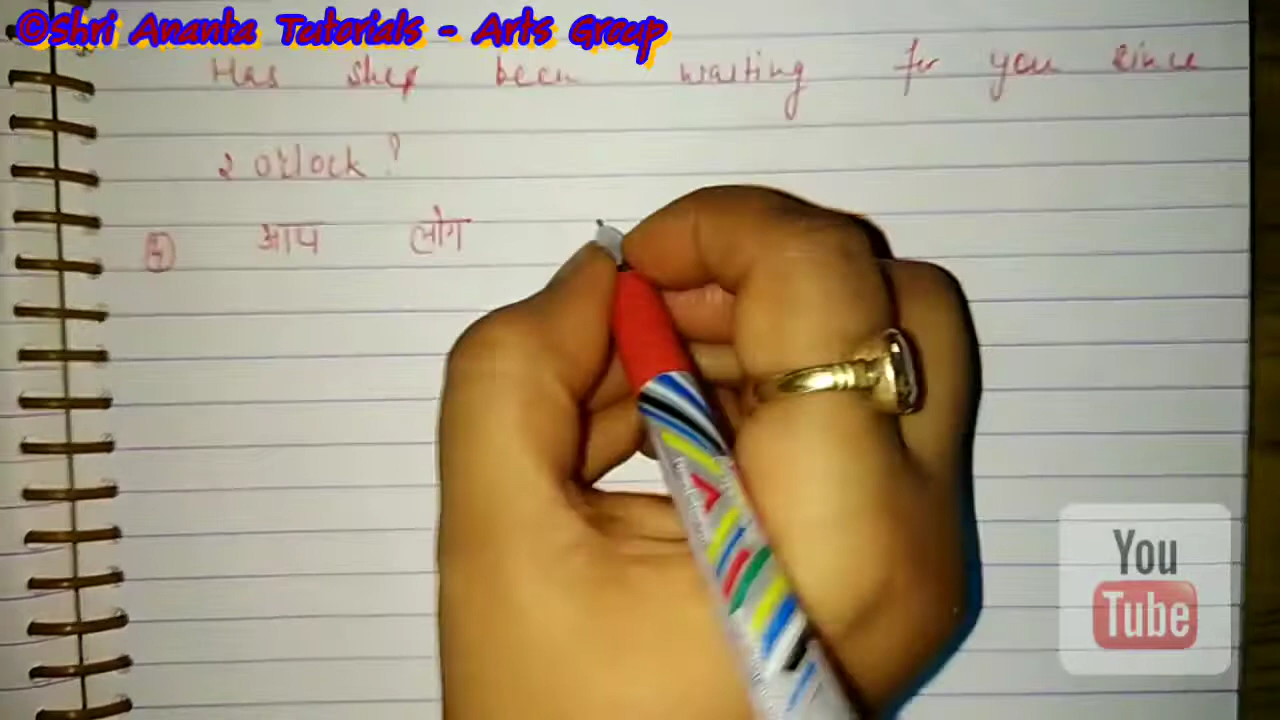 ©Shri Ananta Tutorials - Arts Group
Has she been waiting for you since
2 o'clock?
आप लोग
You
Tube